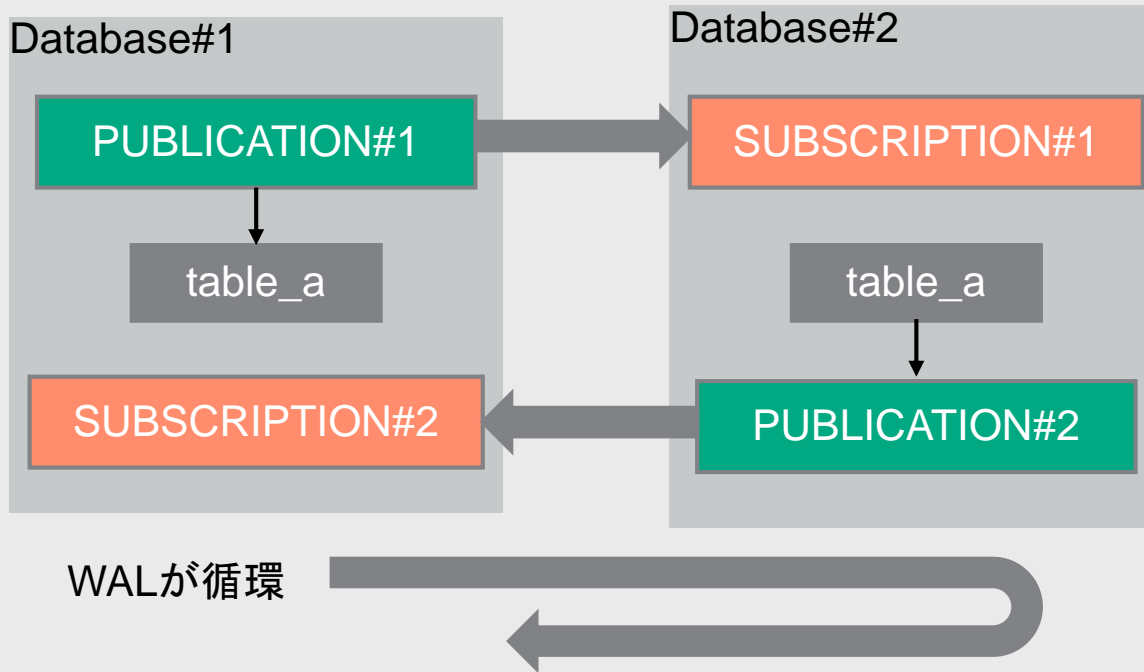 Database#1
Database#2
PUBLICATION#1
SUBSCRIPTION#1
table_a
table_a
SUBSCRIPTION#2
PUBLICATION#2
WALが循環